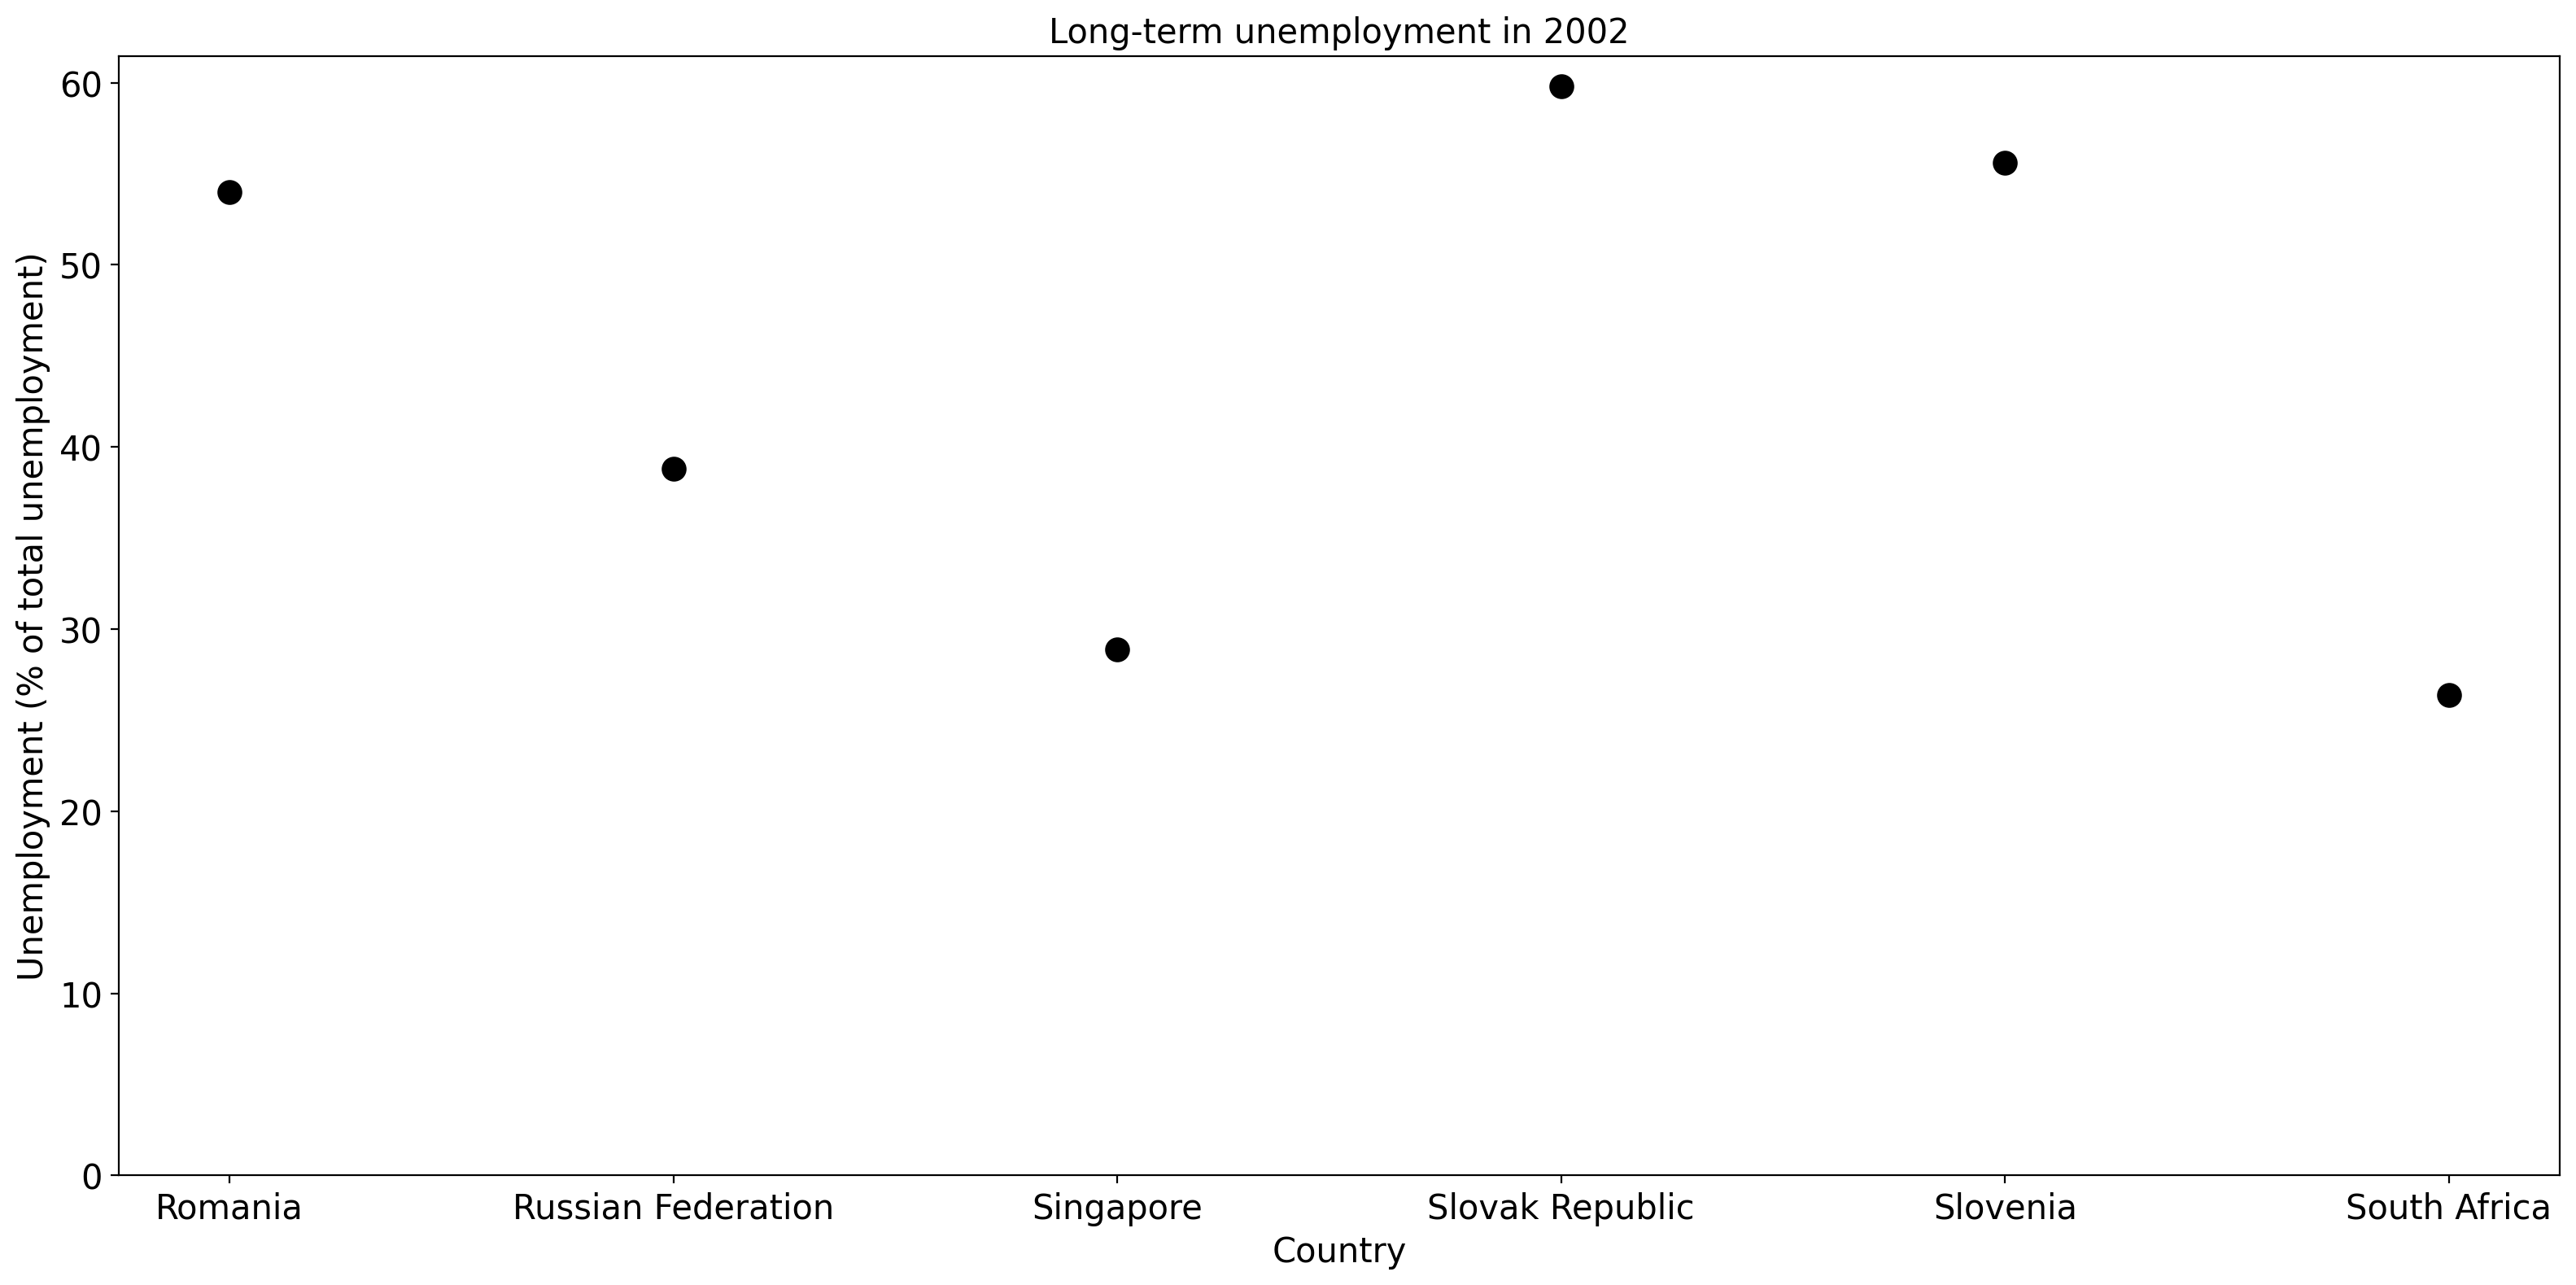 Long-term unemployment in 2002
Unemployment (% of total unemployment)
60
50
40
30
20
10
0
Romania Russian Federation Singapore Slovak Republic Slovenia South Africa
Country